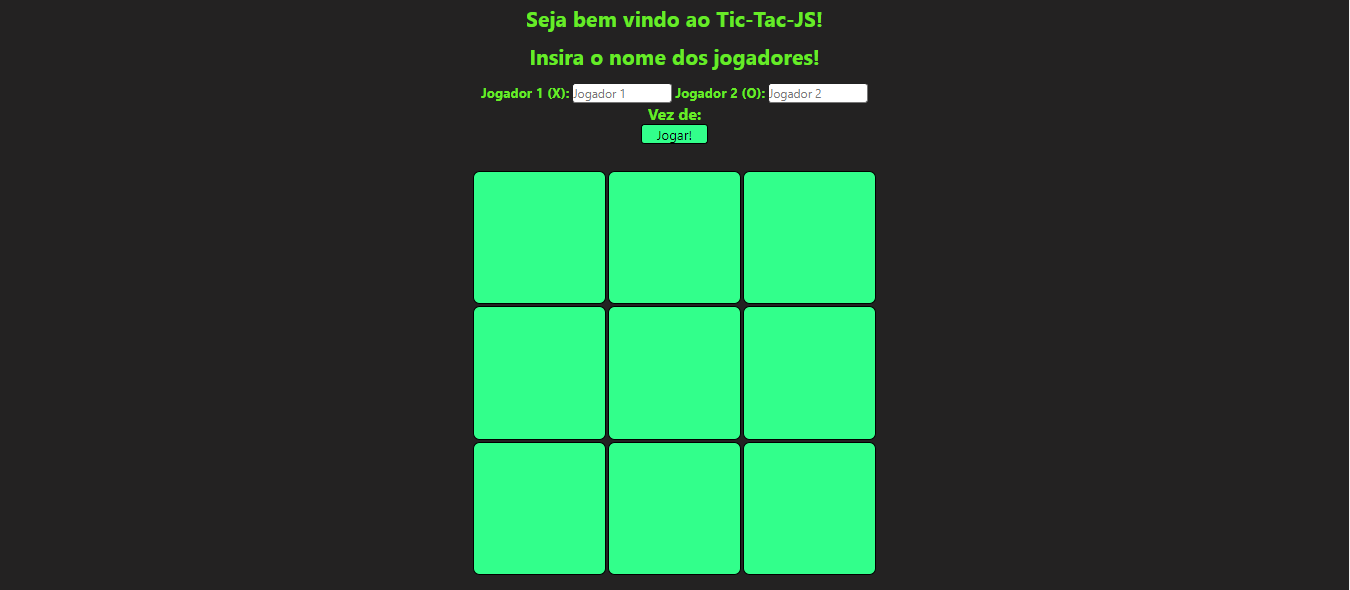 Seja bem vindo ao Tic-Tac-JS!
Insira o nome dos jogadores!
Jogador 1 (X): Jogador 1 Jogador 2 (O): Jogador 2
Vez de:
Jogar!